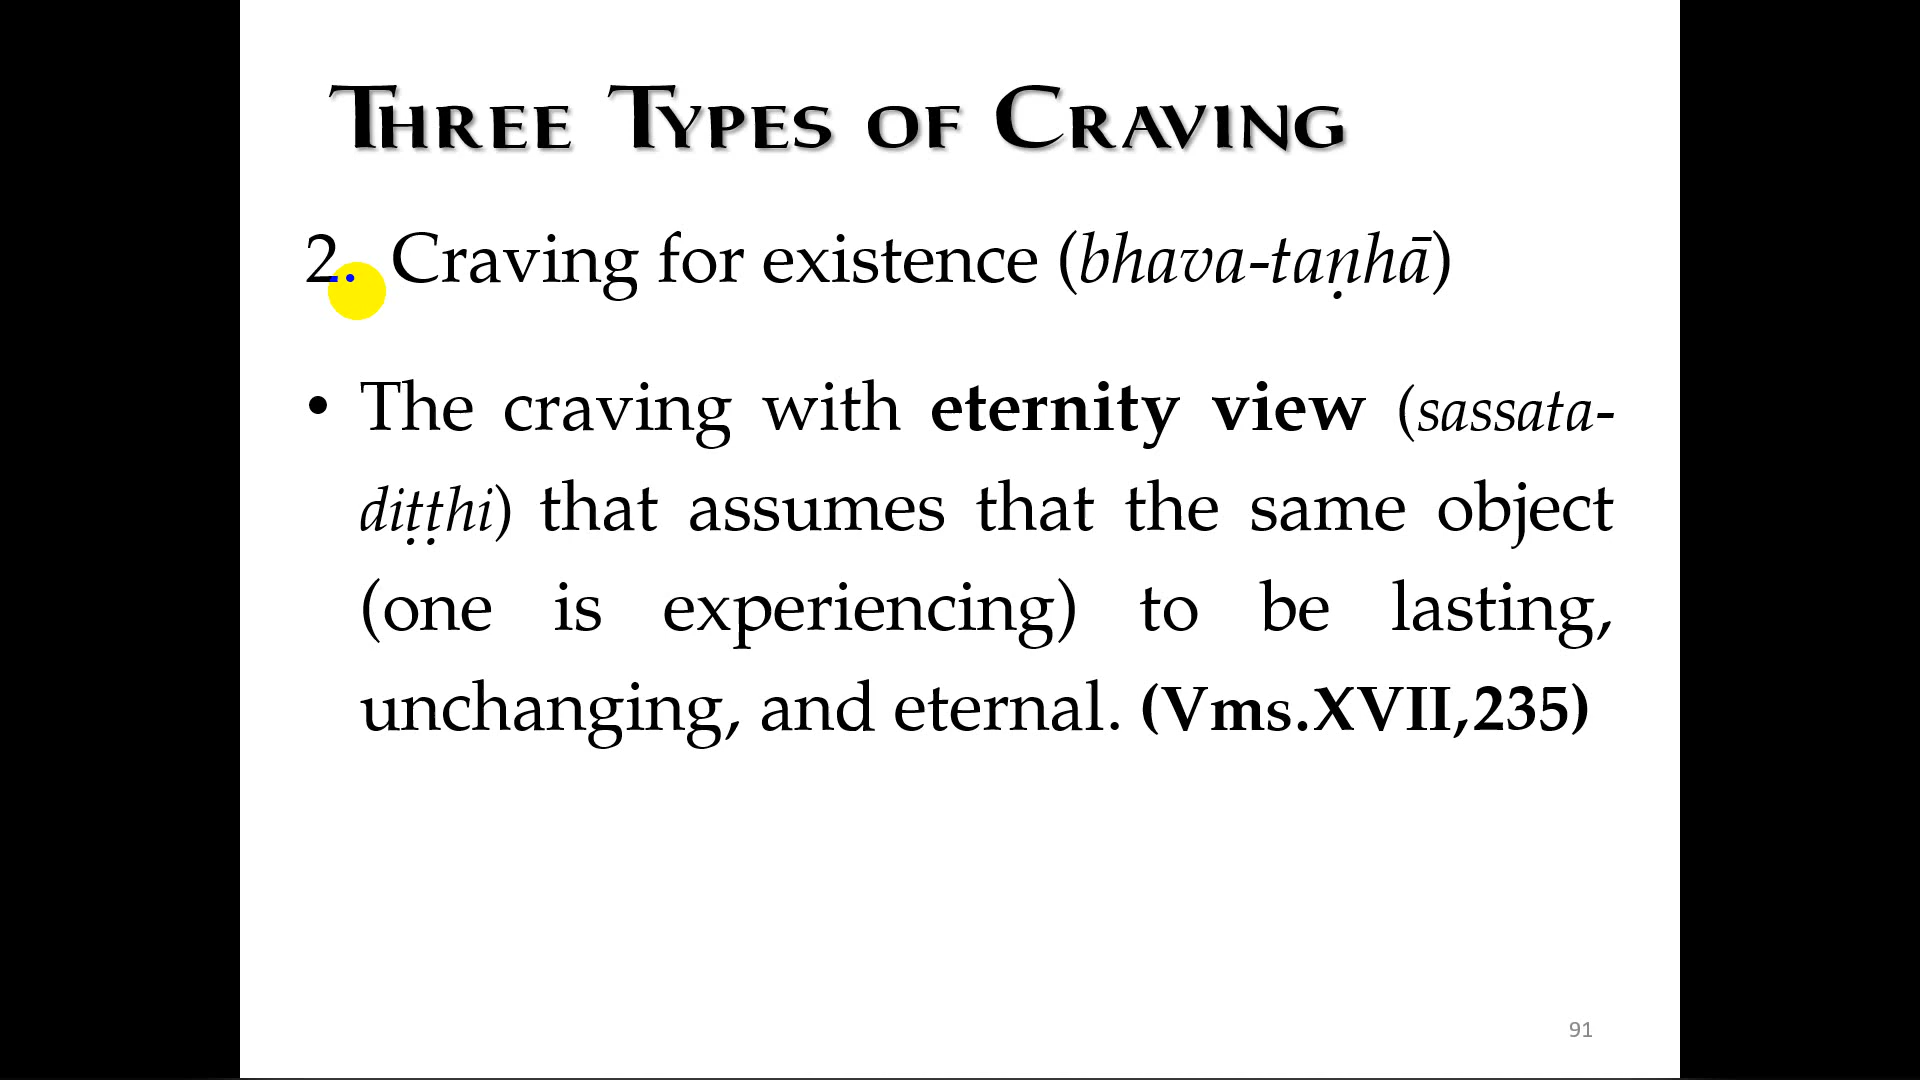 Three Types of Craving
2. Craving for existence (bhava-taṇhā)
• The craving with eternity view (sassata-
diṭṭhi) that assumes that the same object
(one is experiencing) to be lasting,
unchanging, and eternal. (Vms.XVII,235)
91